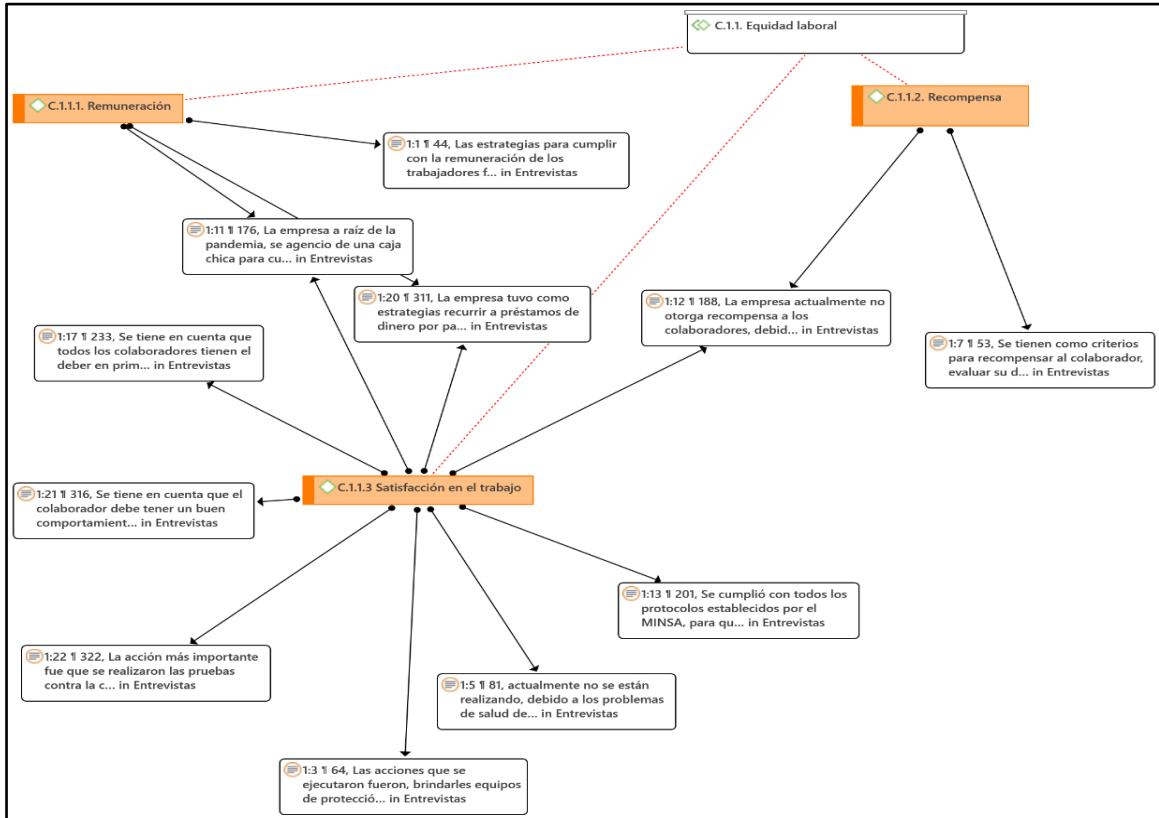 C.1.1. Equidad laboral
C.1.1.1. Remuneración
C.1.1.2. Recompensa
1:1 ¶ 44, Las estrategias para cumplir
con la remuneración de los
trabajadores f... in Entrevistas
1:11 ¶ 176, La empresa a raíz de la
pandemia, se agencio de una caja
chica para cu... in Entrevistas
1:20 ¶ 311, La empresa tuvo como
estrategias recurrir a préstamos de
dinero por pa... in Entrevistas
1:12 ¶ 188, La empresa actualmente no
otorga recompensa a los
colaboradores, debid... in Entrevistas
1:17 ¶ 233, Se tiene en cuenta que
todos los colaboradores tienen el
deber en prim... in Entrevistas
1:7 ¶ 53, Se tienen como criterios
para recompensar al colaborador,
evaluar su d... in Entrevistas
C.1.1.3 Satisfacción en el trabajo
1:21 ¶ 316, Se tiene en cuenta que el
colaborador debe tener un buen
comportamient... in Entrevistas
1:13 ¶ 201, Se cumplió con todos los
protocolos establecidos por el
MINSA, para qu... in Entrevistas
1:22 ¶ 322, La acción más importante
fue que se realizaron las pruebas
contra la c... in Entrevistas
1:5 ¶ 81, actualmente no se están
realizando, debido a los problemas
de salud de... in Entrevistas
1:3 ¶ 64, Las acciones que se
ejecutaron fueron, brindarles equipos
de protecció... in Entrevistas